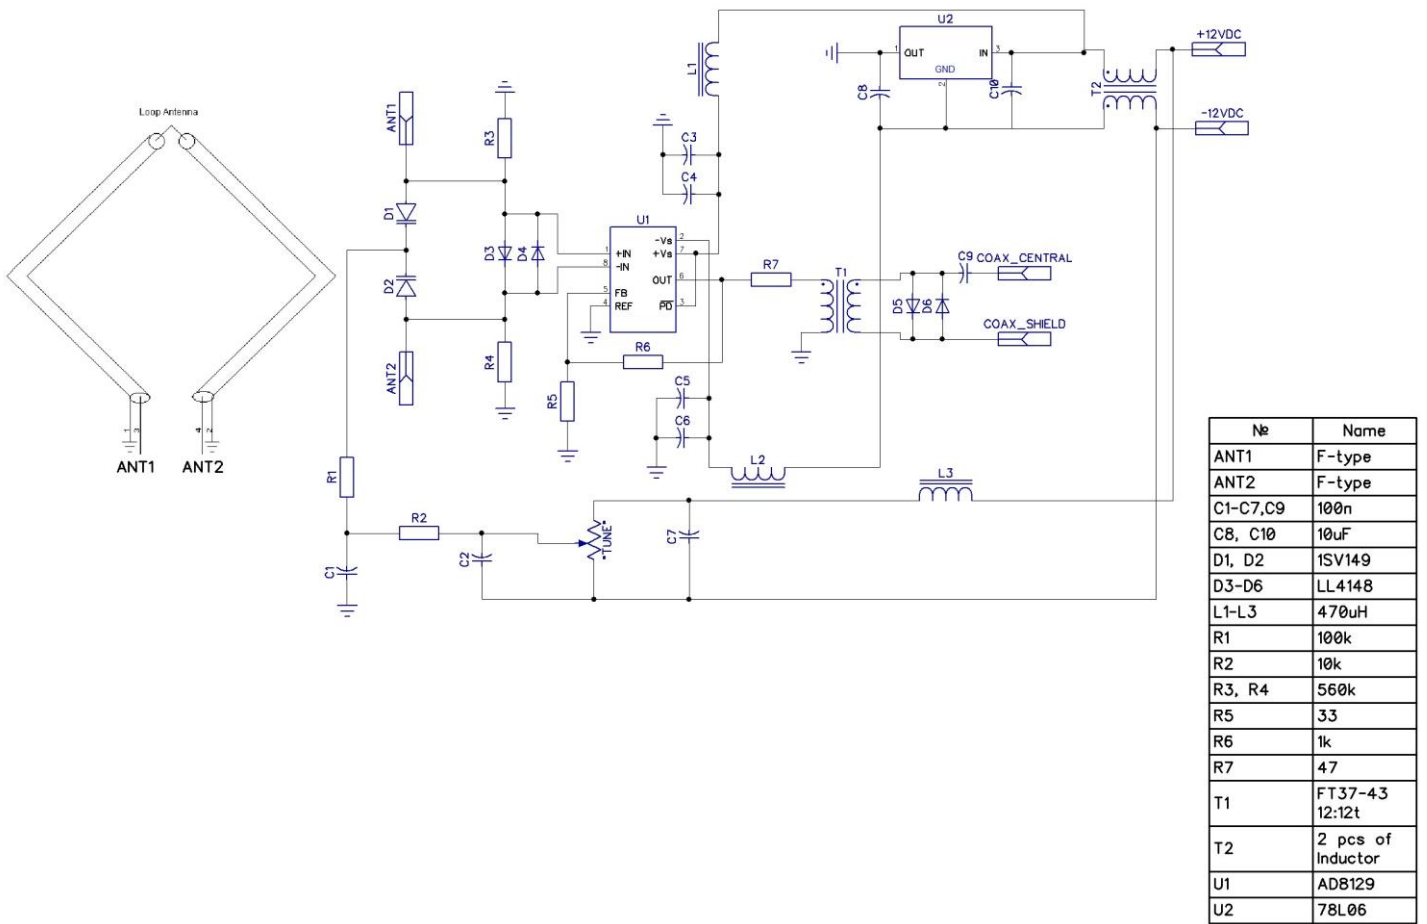 Loop Antenna
1
3
4
2
ANT1
ANT2
ANT1
ANT2
D1
D2
R3
R4
D3
D4
R1
R2
C1
C2
"TUNE"
C7
L3
L1
C3
C4
U1
+IN
-IN
FB
REF
-Vs
+Vs
OUT
PD
1
8
5
4
2
7
6
3
R5
R6
C5
C6
L2
R7
T1
D5
D6
C9
COAX_CENTRAL
COAX_SHIELD
U2
OUT
IN
GND
1
3
2
C8
C10
T2
+12VDC
-12VDC
№ Name
ANT1 F-type
ANT2 F-type
C1-C7,C9 100n
C8, C10 10uF
D1, D2 1SV149
D3-D6 LL4148
L1-L3 470uH
R1 100k
R2 10k
R3, R4 560k
R5 33
R6 1k
R7 47
T1 FT37-43
12:12t
T2 2 pcs of
Inductor
U1 AD8129
U2 78L06